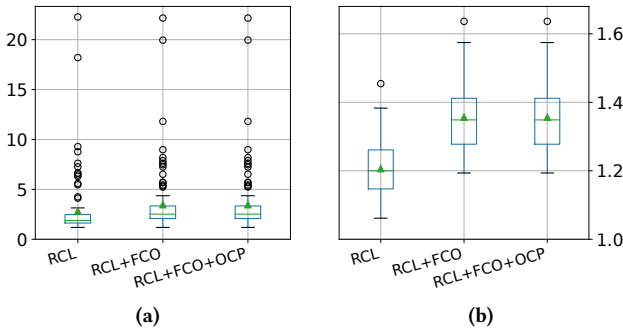 20
15
10
5
0
RCL
RCL+FCO
RCL+FCO+OCP
(a)
1.6
1.4
1.2
1.0
RCL
RCL+FCO
RCL+FCO+OCP
(b)